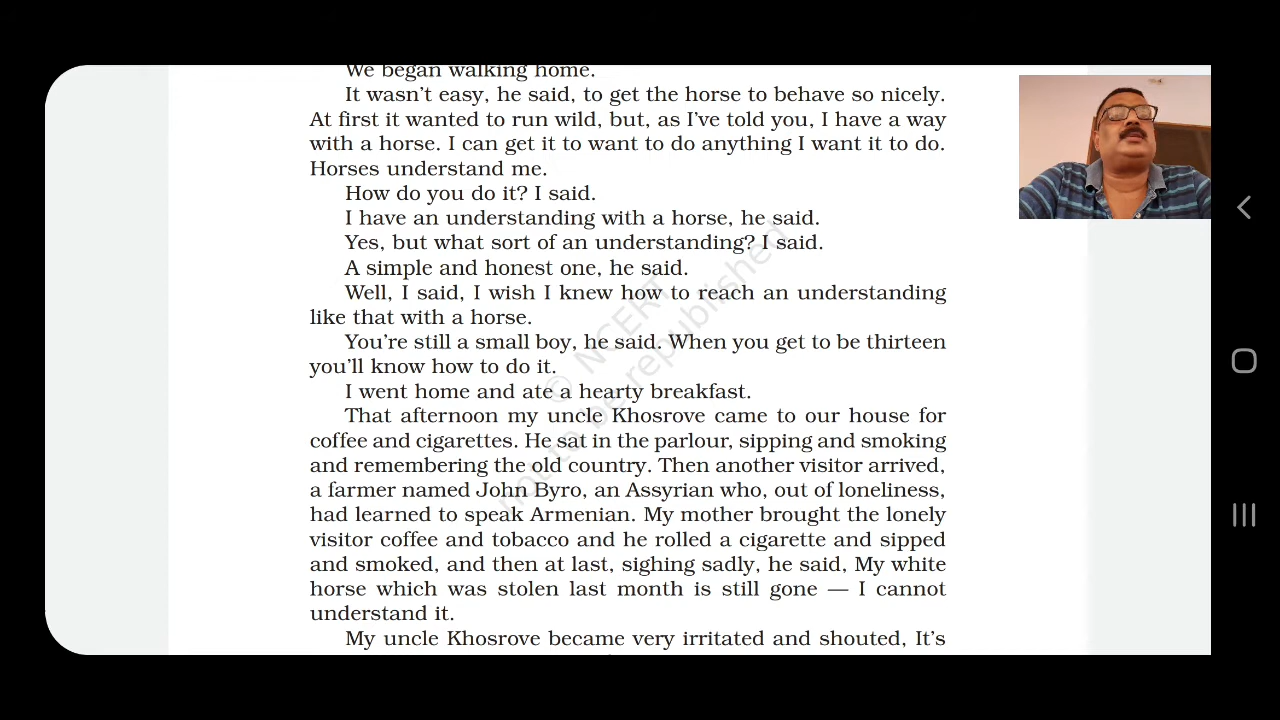 We began walking home.
It wasn't easy, he said, to get the horse to behave so nicely.
At first it wanted to run wild, but, as I've told you, I have a way
with a horse. I can get it to want to do anything I want it to do.
Horses understand me.
How do you do it? I said.
I have an understanding with a horse, he said.
Yes, but what sort of an understanding? I said.
A simple and honest one, he said.
Well, I said, I wish I knew how to reach an understanding
like that with a horse.
You're still a small boy, he said. When you get to be thirteen
you'll know how to do it.
I went home and ate a hearty breakfast.
That afternoon my uncle Khosrove came to our house for
coffee and cigarettes. He sat in the parlour, sipping and smoking
and remembering the old country. Then another visitor arrived,
a farmer named John Byro, an Assyrian who, out of loneliness,
had learned to speak Armenian. My mother brought the lonely
visitor coffee and tobacco and he rolled a cigarette and sipped
and smoked, and then at last, sighing sadly, he said, My white
horse which was stolen last month is still gone — I cannot
understand it.
My uncle Khosrove became very irritated and shouted, It's
© NCERT
not to be republished